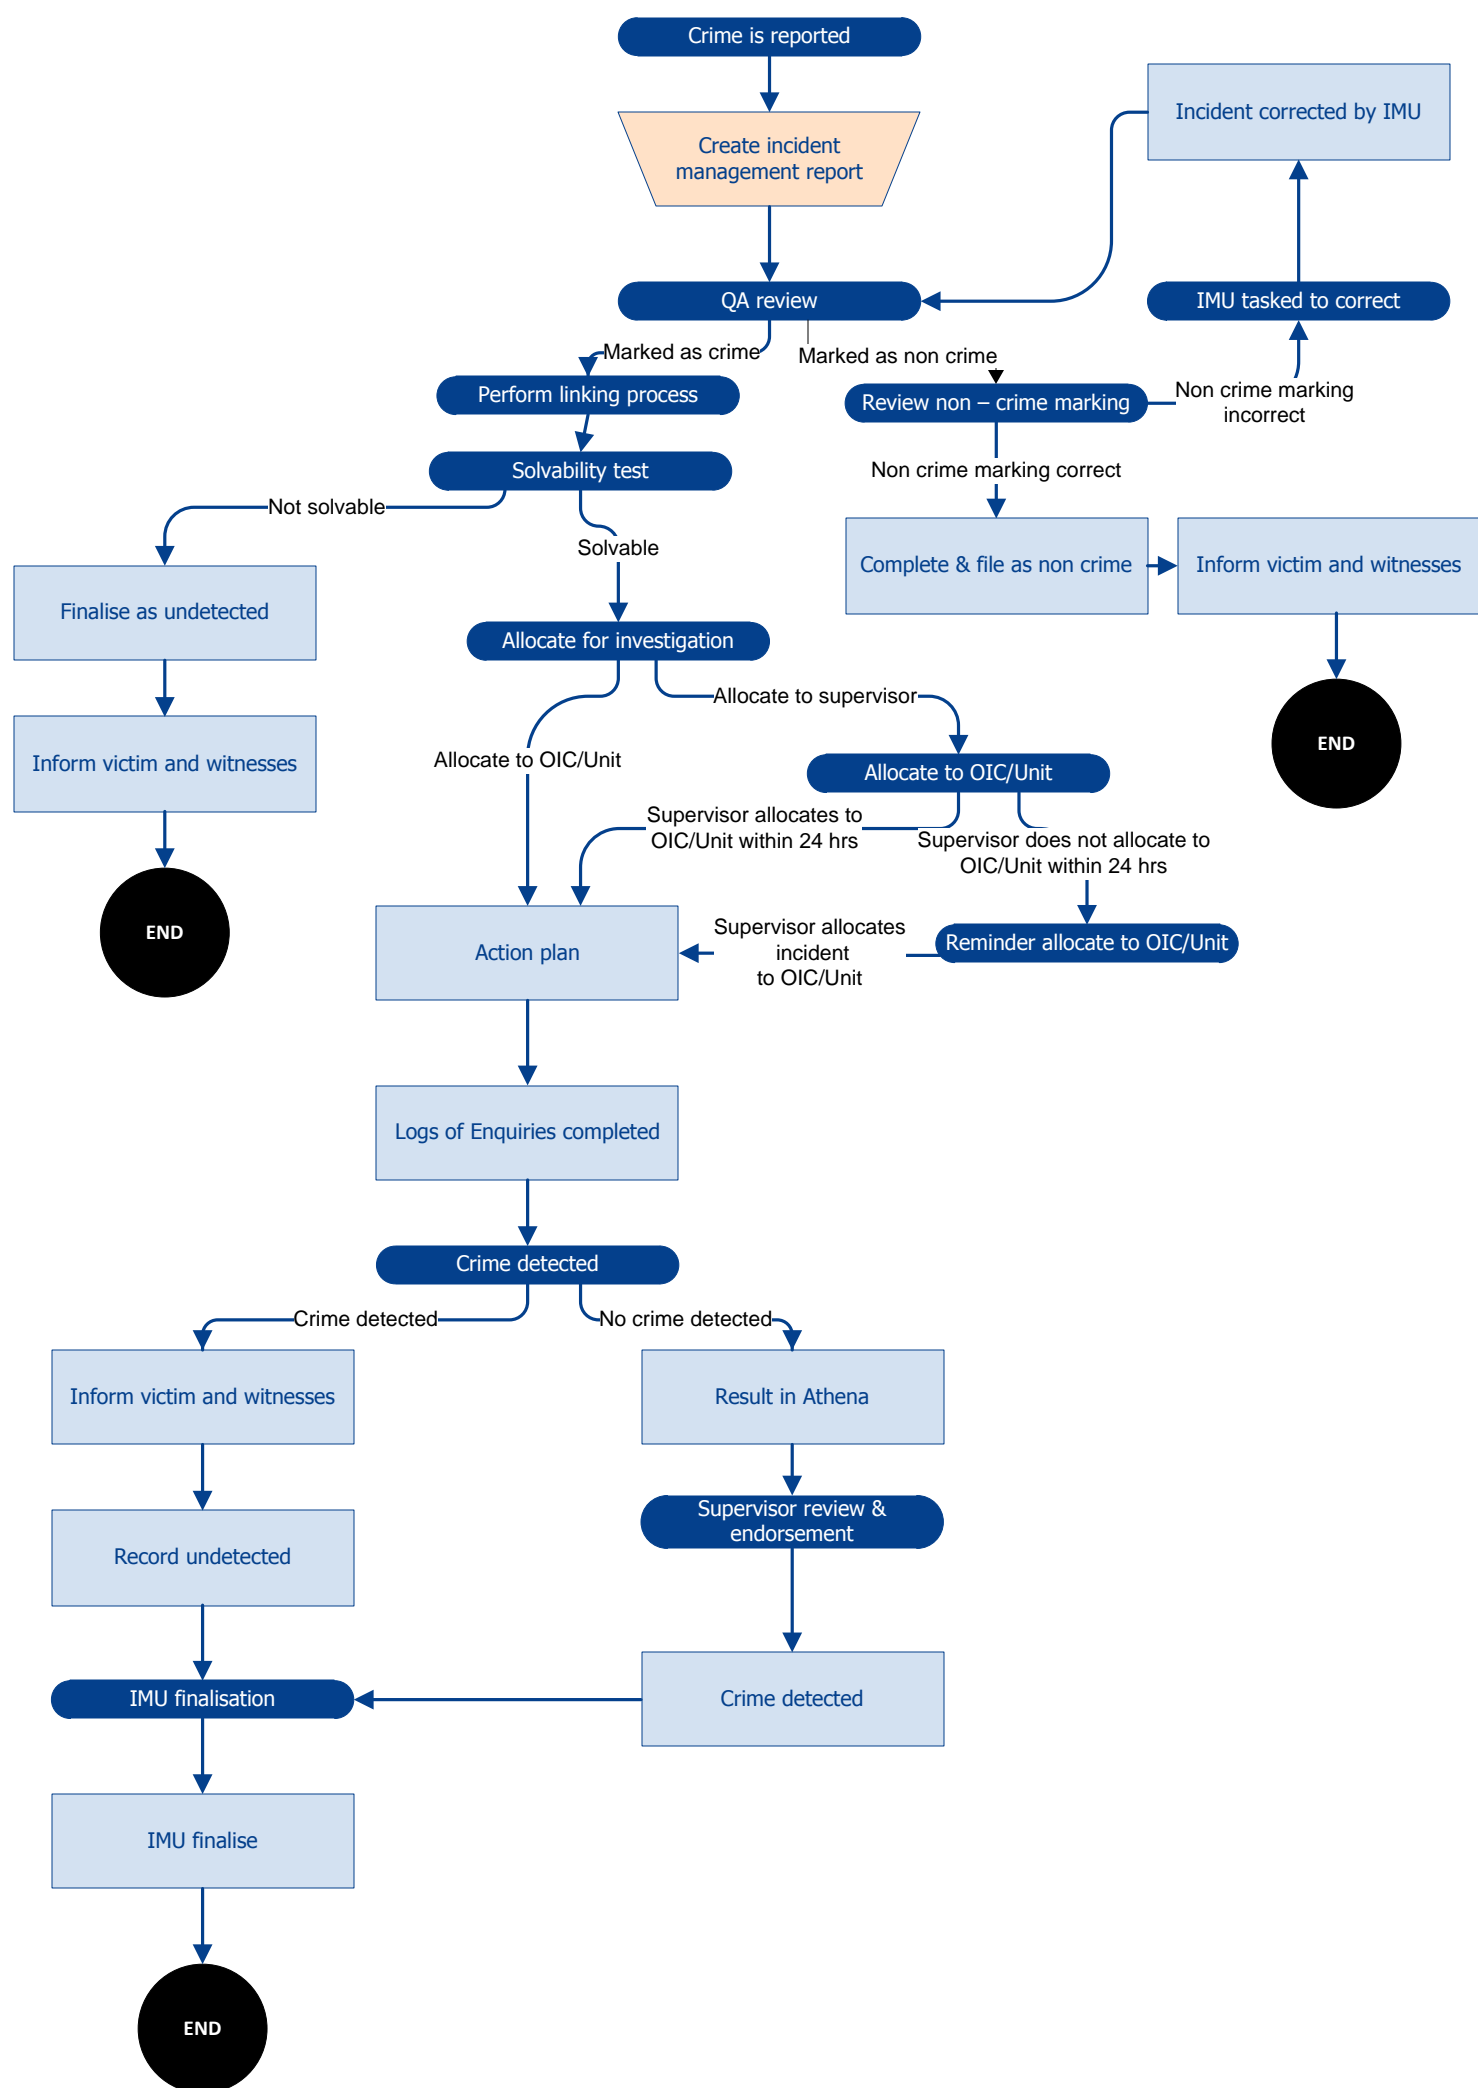 Crime is reported
Incident corrected by IMU
Create incident
management report
QA review
IMU tasked to correct
Marked as crime
Marked as non crime
Perform linking process
Review non – crime marking
Non crime marking
incorrect
Solvability test
Non crime marking correct
Not solvable
Solvable
Complete & file as non crime
Inform victim and witnesses
Finalise as undetected
Allocate for investigation
Allocate to supervisor
END
Inform victim and witnesses
Allocate to OIC/Unit
Allocate to OIC/Unit
Supervisor allocates to
OIC/Unit within 24 hrs
Supervisor does not allocate to
OIC/Unit within 24 hrs
END
Action plan
Supervisor allocates
incident
to OIC/Unit
Reminder allocate to OIC/Unit
Logs of Enquiries completed
Crime detected
Crime detected
No crime detected
Inform victim and witnesses
Result in Athena
Supervisor review &
endorsement
Record undetected
IMU finalisation
Crime detected
IMU finalise
END